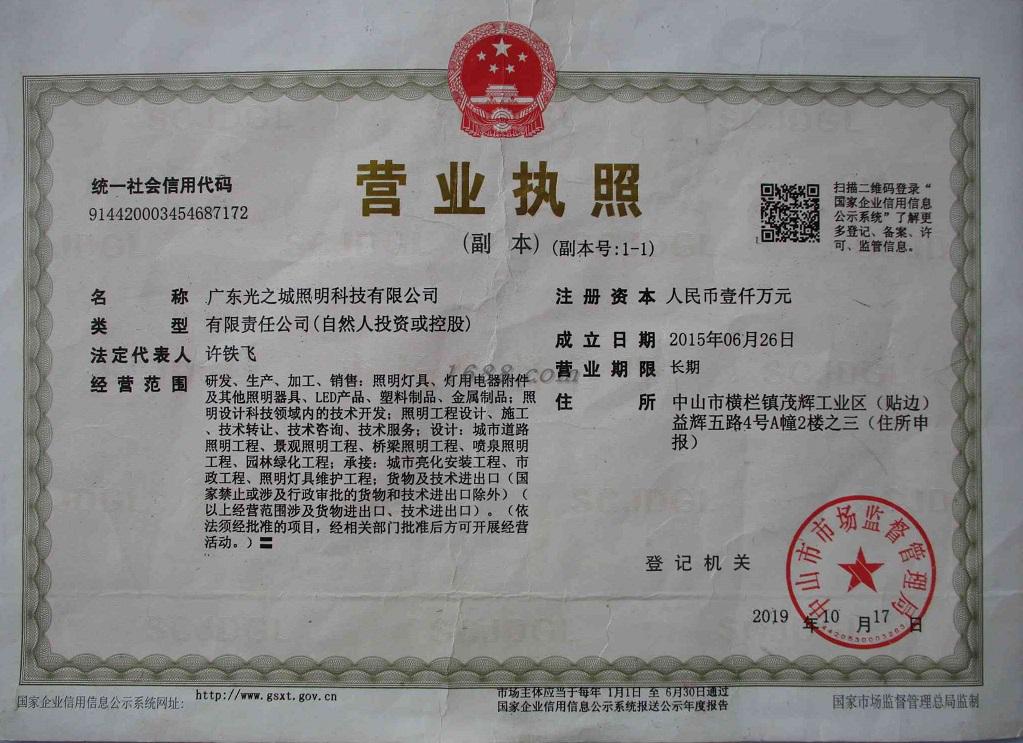 营业执照
(副 本) (副本号:1-1)
统一社会信用代码
914420003454687172
扫描二维码登录“
国家企业信用信息
公示系统”了解更
多登记、备案、许
可、监管信息。
名 称 广东光之城照明科技有限公司
类 型 有限责任公司(自然人投资或控股)
法定代表人 许铁飞
经营范围 研发、生产、加工、销售：照明灯具、灯用电器附件
及其他照明器具、LED产品、塑料制品、金属制品；照
明设计科技领域内的技术开发；照明工程设计、施工
、技术转让、技术咨询、技术服务；设计：城市道路
照明工程、景观照明工程、桥梁照明工程、喷泉照明
工程、园林绿化工程；承接：城市亮化安装工程、市
政工程、照明灯具维护工程；货物及技术进出口（国
家禁止或涉及行政审批的货物和技术进出口除外）（
以上经营范围涉及货物进出口、技术进出口）。（依
法须经批准的项目，经相关部门批准后方可开展经营
活动。）
注册资本 人民币壹仟万元
成立日期 2015年06月26日
营业期限 长期
住 所 中山市横栏镇茂辉工业区（贴边）
益辉五路4号A幢2楼之三（住所申
报）
1688.com
登记机关
中山市市场监督管理局
2019 年 10 月 17 日
国家企业信用信息公示系统网址: http://www.gsxt.gov.cn
市场主体应当于每年 1月1日 至 6月30日通过
国家企业信用信息公示系统报送公示年度报告
国家市场监督管理总局监制